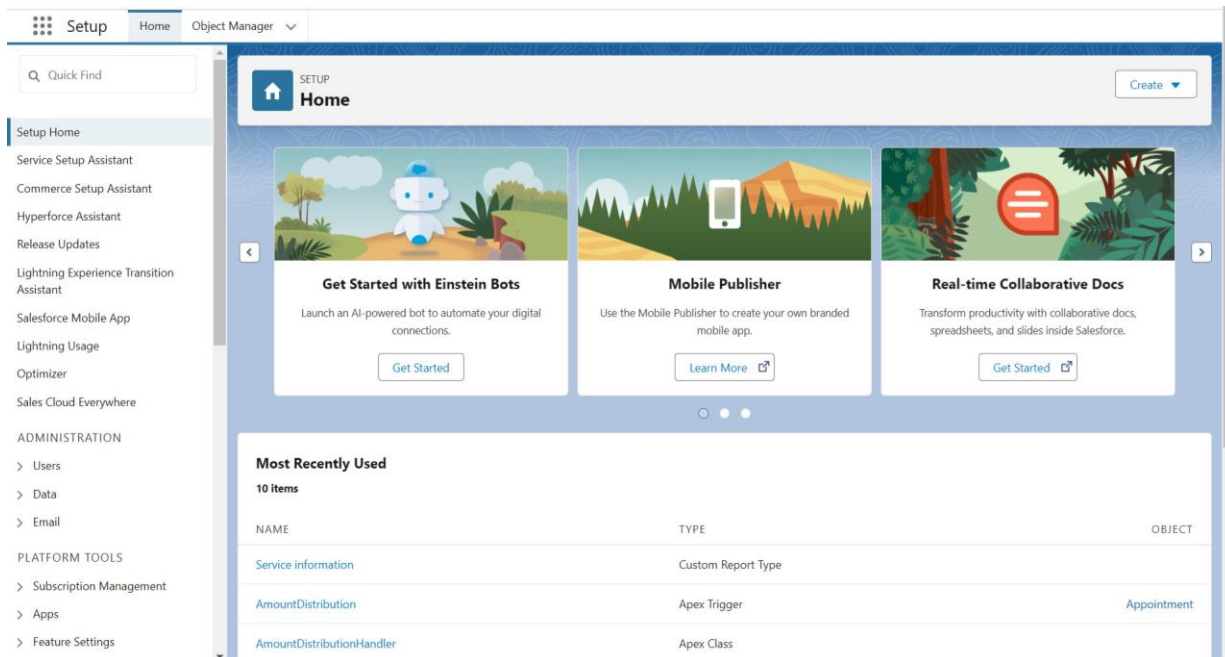 Setup
Home
Object Manager
Quick Find
Setup Home
Service Setup Assistant
Commerce Setup Assistant
Hyperforce Assistant
Release Updates
Lightning Experience Transition
Assistant
Salesforce Mobile App
Lightning Usage
Optimizer
Sales Cloud Everywhere
ADMINISTRATION
Users
Data
Email
PLATFORM TOOLS
Subscription Management
Apps
Feature Settings
SETUP
Home
Create
Get Started with Einstein Bots
Launch an AI-powered bot to automate your digital
connections.
Get Started
Mobile Publisher
Use the Mobile Publisher to create your own branded
mobile app.
Learn More
Real-time Collaborative Docs
Transform productivity with collaborative docs,
spreadsheets, and slides inside Salesforce.
Get Started
Most Recently Used
10 items
NAME TYPE OBJECT
Service information Custom Report Type
AmountDistribution Apex Trigger Appointment
AmountDistributionHandler Apex Class